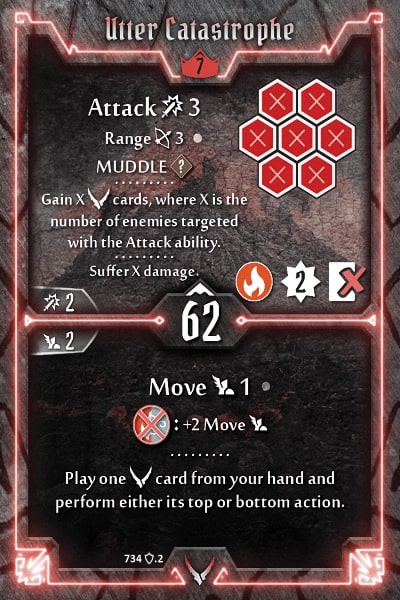 Utter Catastrophe
7
Attack 3
Range 3
MUDDLE ?
Gain X cards, where X is the
number of enemies targeted
with the Attack ability.
Suffer X damage.
2
2
62
2
Move 1
: +2 Move
Play one card from your hand and
perform either its top or bottom action.
734 .2